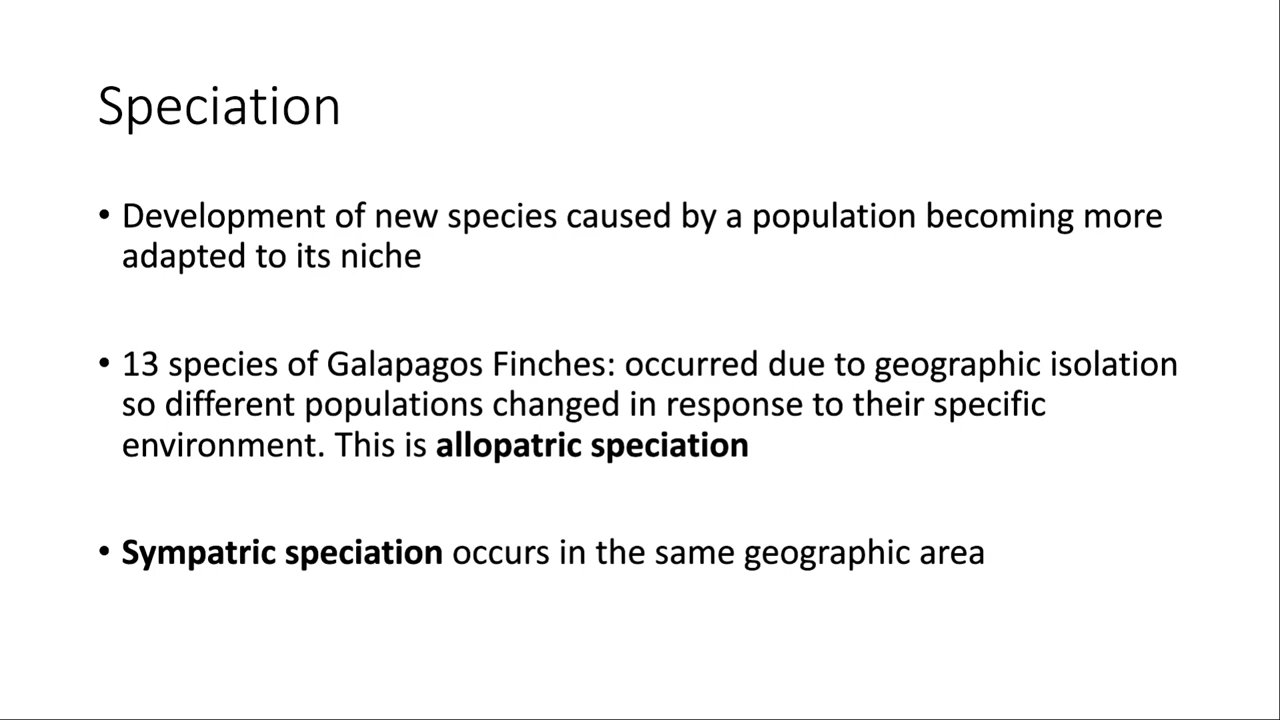 Speciation
• Development of new species caused by a population becoming more
adapted to its niche
• 13 species of Galapagos Finches: occurred due to geographic isolation
so different populations changed in response to their specific
environment. This is allopatric speciation
• Sympatric speciation occurs in the same geographic area